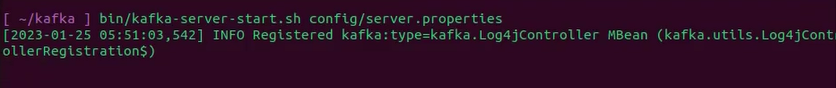 [ ~/kafka ] bin/kafka-server-start.sh config/server.properties
[2023-01-25 05:51:03,542] INFO Registered kafka:type=kafka.Log4jController MBean (kafka.utils.Log4jContr
ollerRegistration$)